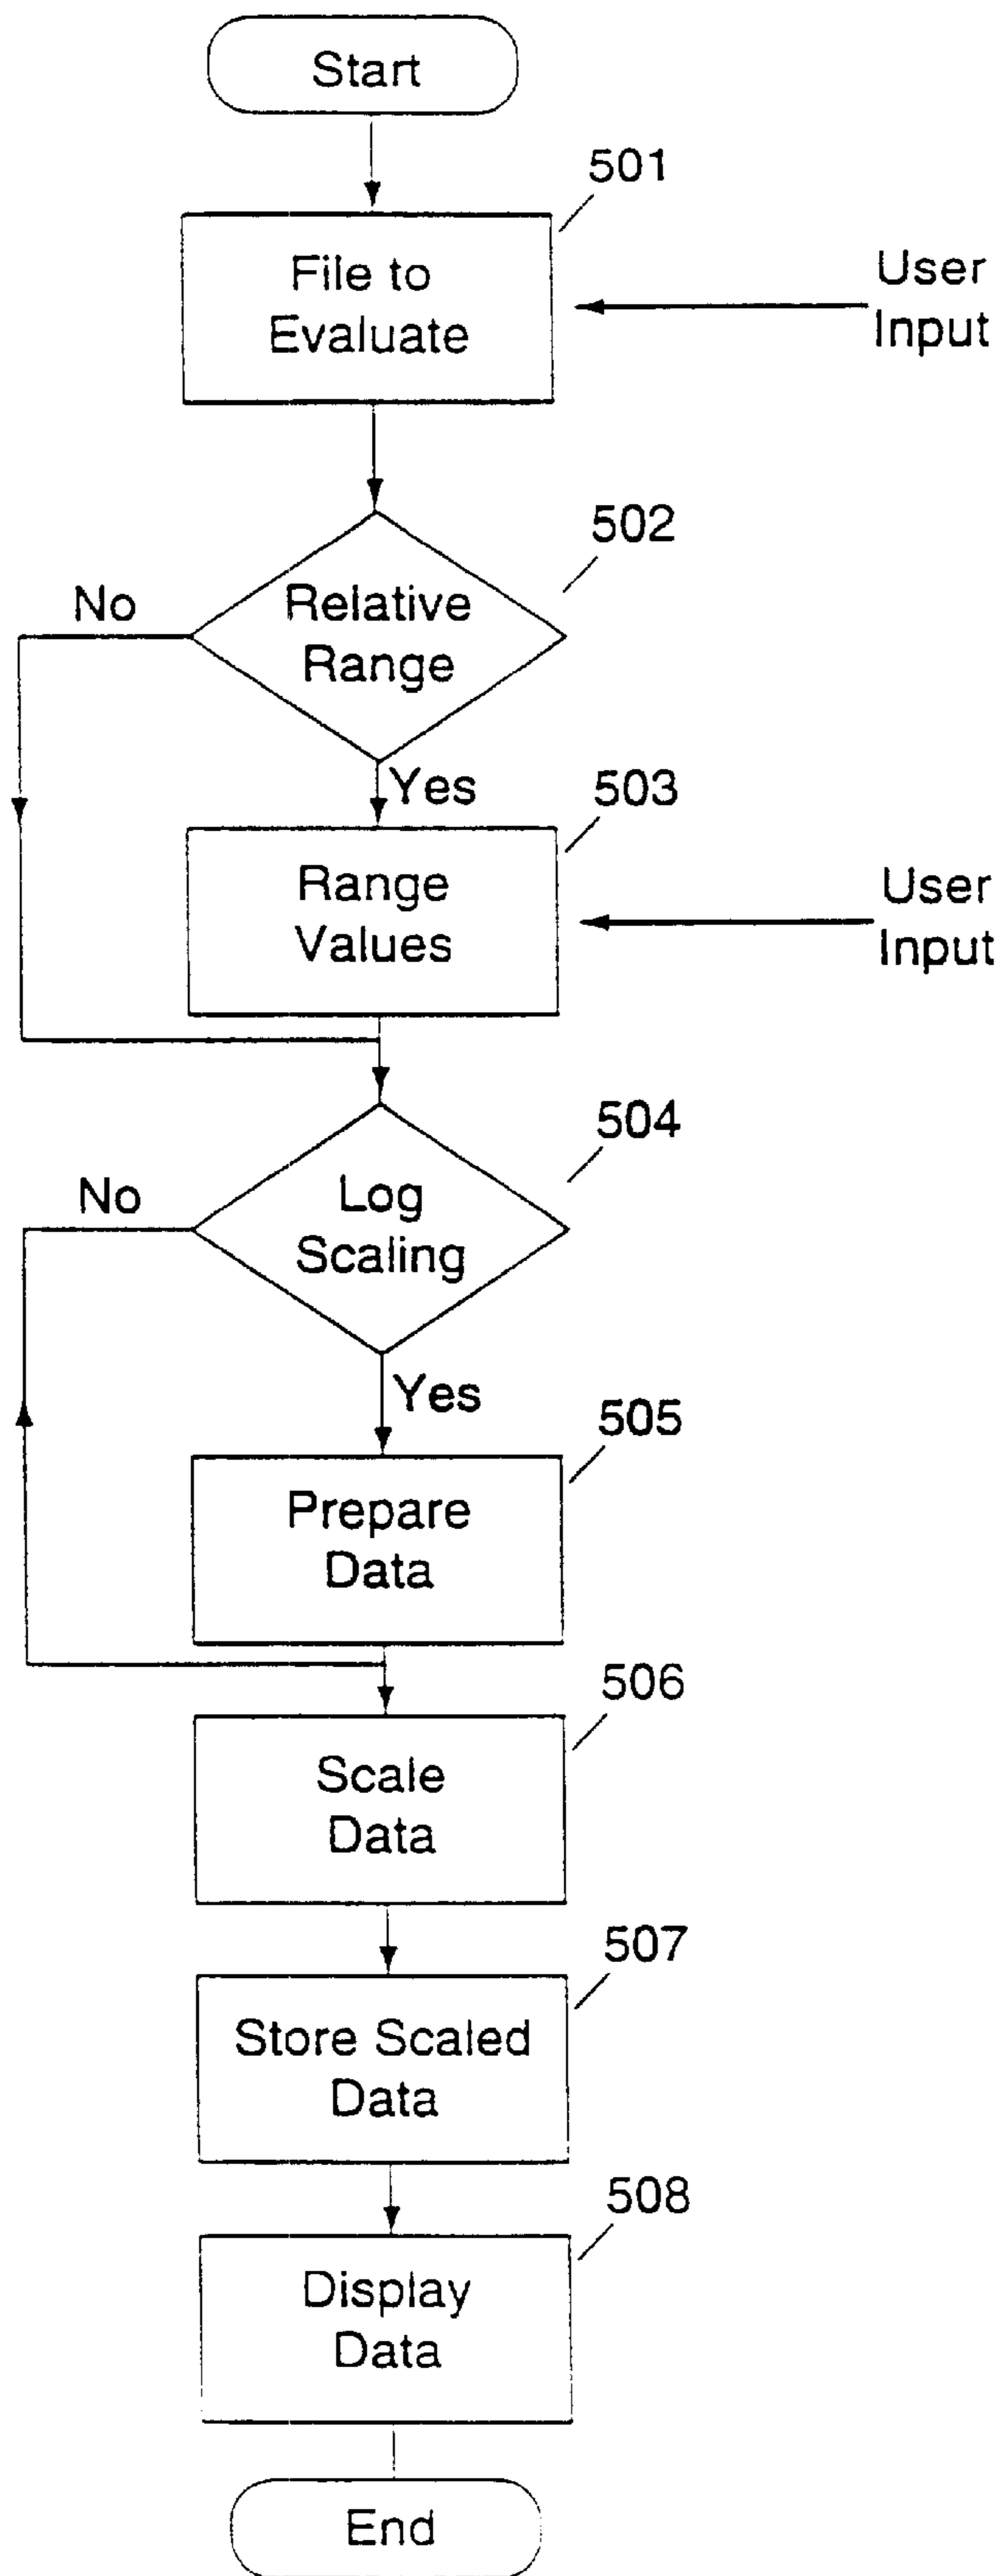 Start
501
File to
Evaluate
User
Input
502
No
Relative
Range
Yes
503
Range
Values
User
Input
504
No
Log
Scaling
Yes
505
Prepare
Data
506
Scale
Data
507
Store Scaled
Data
508
Display
Data
End